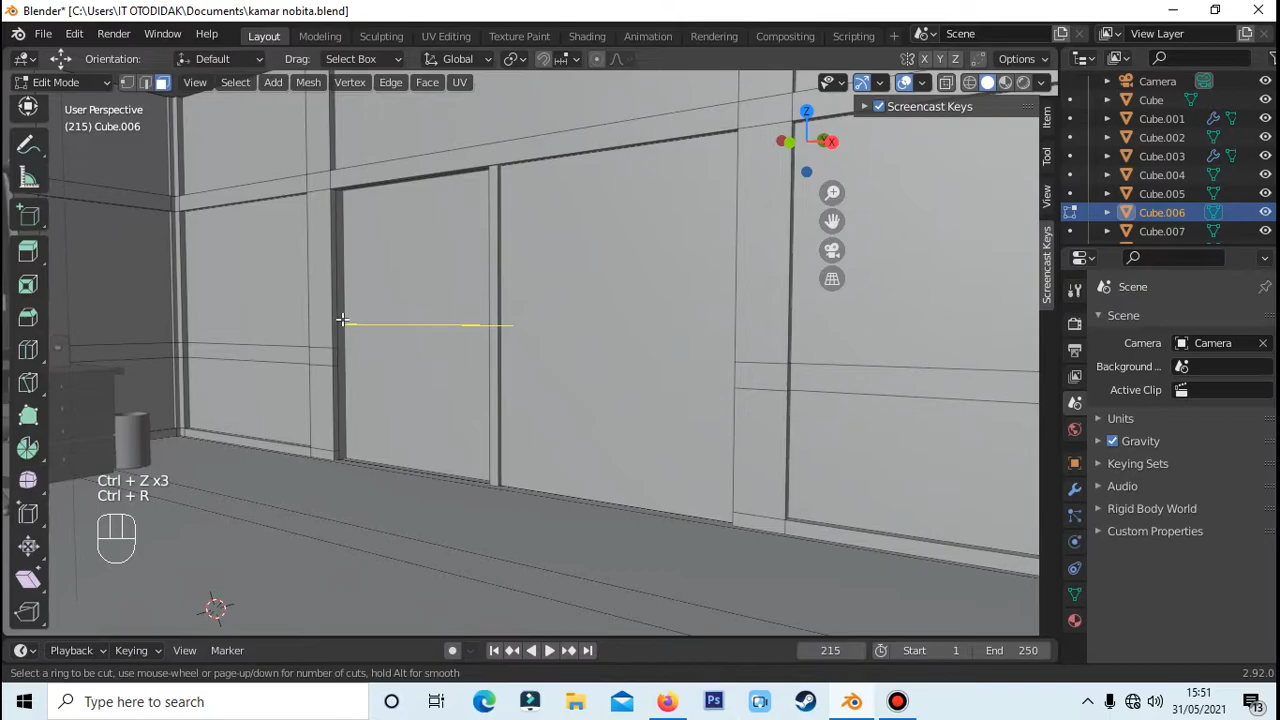 Blender* [C:\Users\IT OTODIDAK\Documents\kamar nobita.blend]
File Edit Render Window Help Layout Modeling Sculpting UV Editing Texture Paint Shading Animation Rendering Compositing Scripting + Scene View Layer
Orientation: Default Drag: Select Box Global X Y Z Options
Edit Mode View Select Add Mesh Vertex Edge Face UV
User Perspective
(215) Cube.006
Screencast Keys
Z
X
Item
Tool
View
Screencast Keys
Camera
Cube
Cube.001
Cube.002
Cube.003
Cube.004
Cube.005
Cube.006
Cube.007
Scene
Scene
Camera Camera
Background ...
Active Clip
Units
Gravity
Keying Sets
Audio
Rigid Body World
Custom Properties
Ctrl + Z x3
Ctrl + R
Playback Keying View Marker 215 Start 1 End 250
Select a ring to be cut, use mouse-wheel or page-up/down for number of cuts, hold Alt for smooth 2.92.0
Type here to search
Ps
15:51
31/05/2021
13